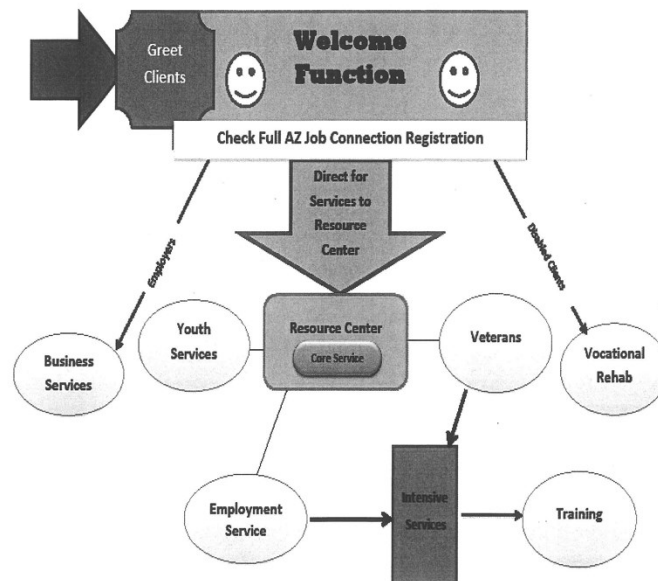 Greet
Clients
Welcome
Function
Check Full AZ Job Connection Registration
Direct for
Services to
Resource
Center
Employers
Disabled Clients
Youth
Services
Resource Center
Core Service
Veterans
Business
Services
Vocational
Rehab
Employment
Service
Intensive
Services
Training